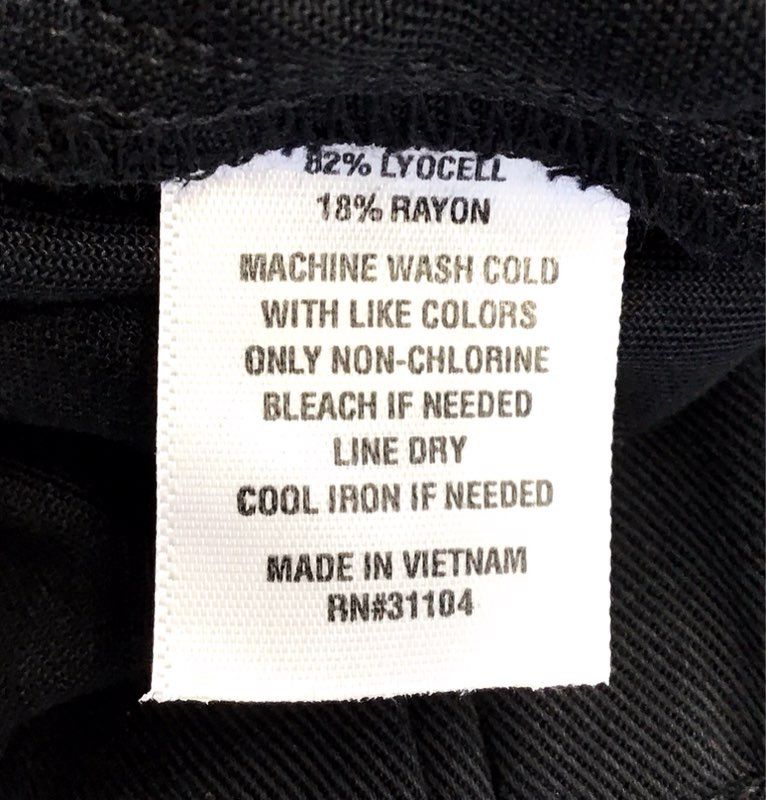 82% LYOCELL
18% RAYON
MACHINE WASH COLD
WITH LIKE COLORS
ONLY NON-CHLORINE
BLEACH IF NEEDED
LINE DRY
COOL IRON IF NEEDED
MADE IN VIETNAM
RN#31104